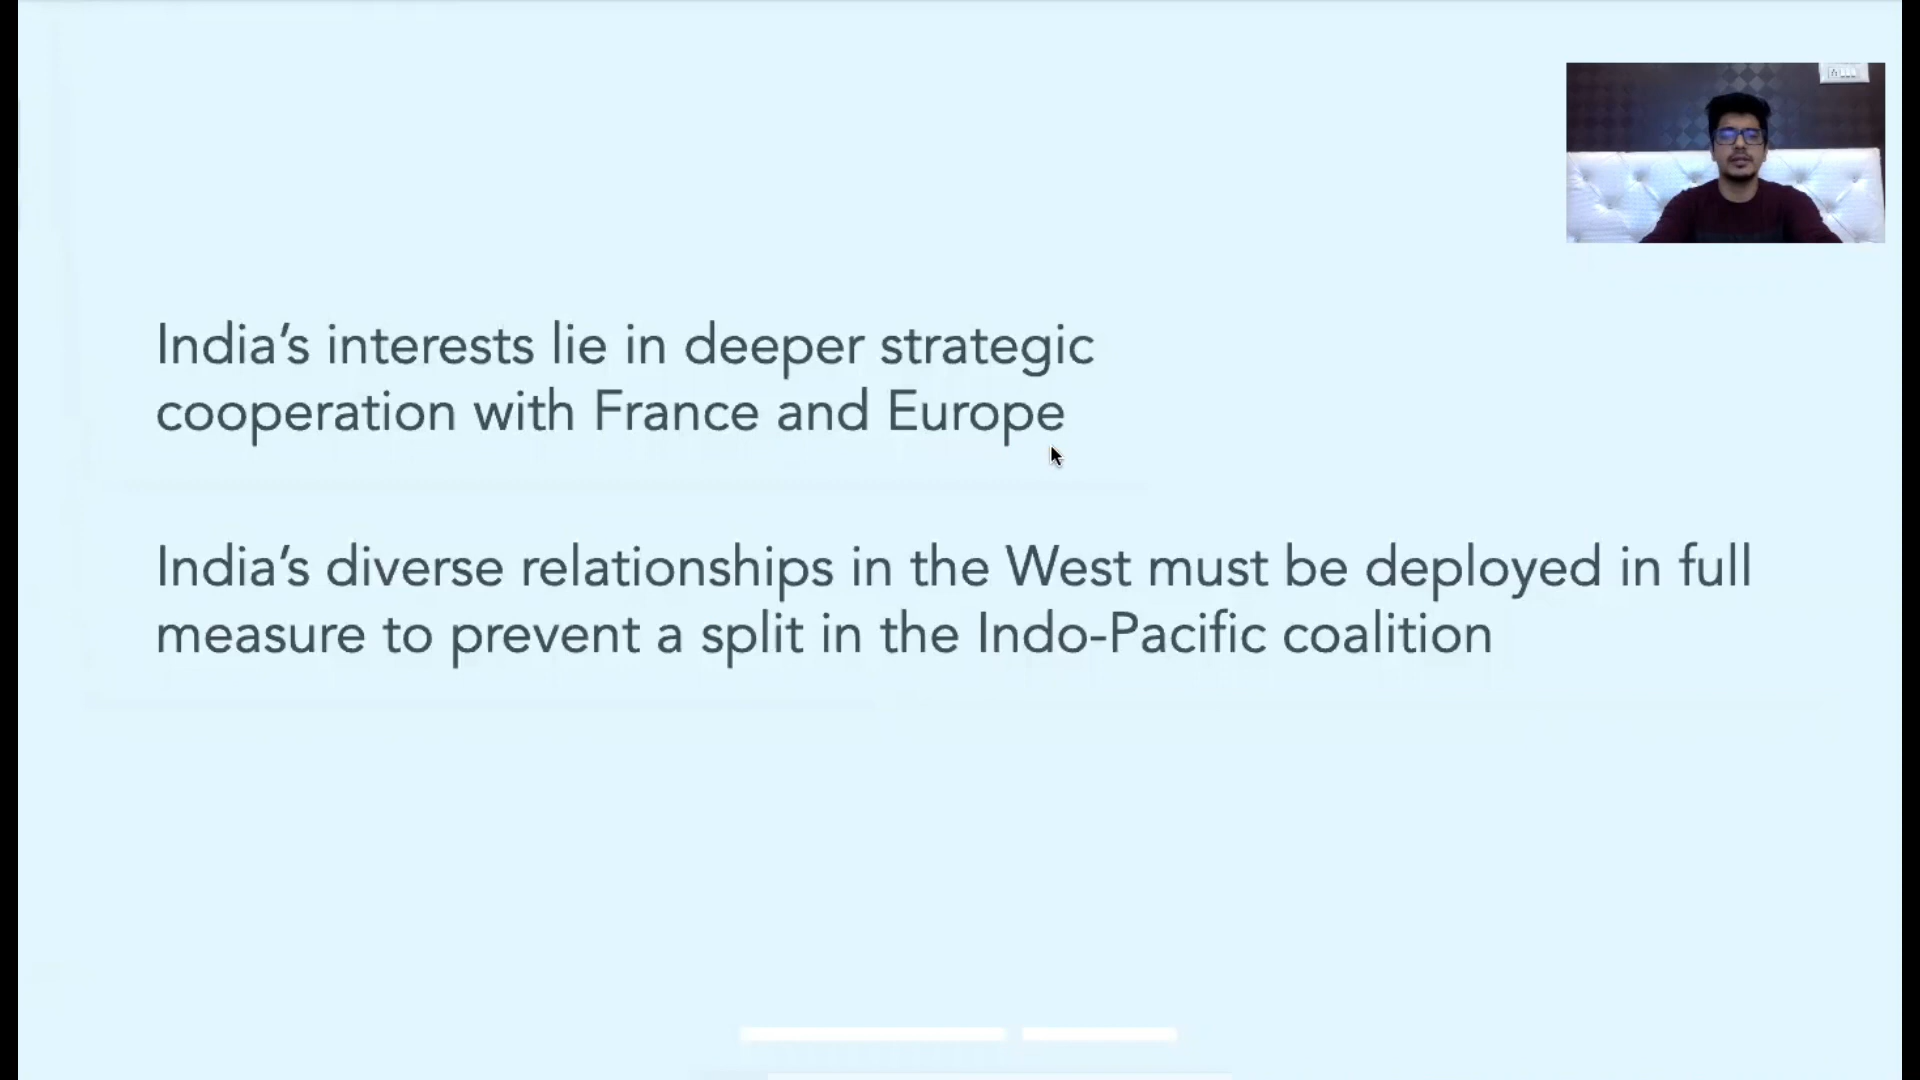 India’s interests lie in deeper strategic
cooperation with France and Europe
India’s diverse relationships in the West must be deployed in full
measure to prevent a split in the Indo-Pacific coalition